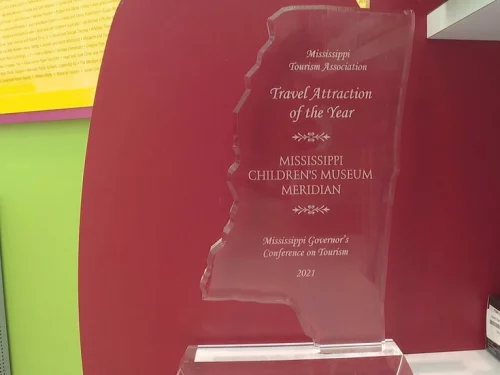 Mississippi
Tourism Association
Travel Attraction
of the Year
MISSISSIPPI
CHILDREN'S MUSEUM
MERIDIAN
Mississippi Governor's
Conference on Tourism
2021